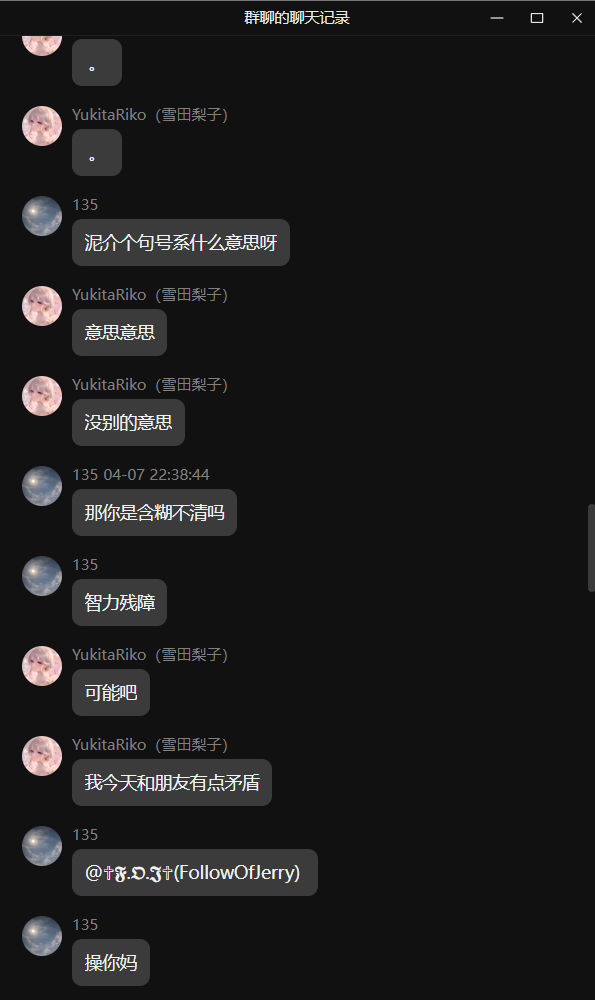 群聊的聊天记录
。
YukitaRiko（雪田梨子）
。
135
泥介个句号系什么意思呀
YukitaRiko（雪田梨子）
意思意思
YukitaRiko（雪田梨子）
没别的意思
135 04-07 22:38:44
那你是含糊不清吗
135
智力残障
YukitaRiko（雪田梨子）
可能吧
YukitaRiko（雪田梨子）
我今天和朋友有点矛盾
135
@✞𝕱.𝕺.𝕴✞(FollowOfJerry)
135
操你妈